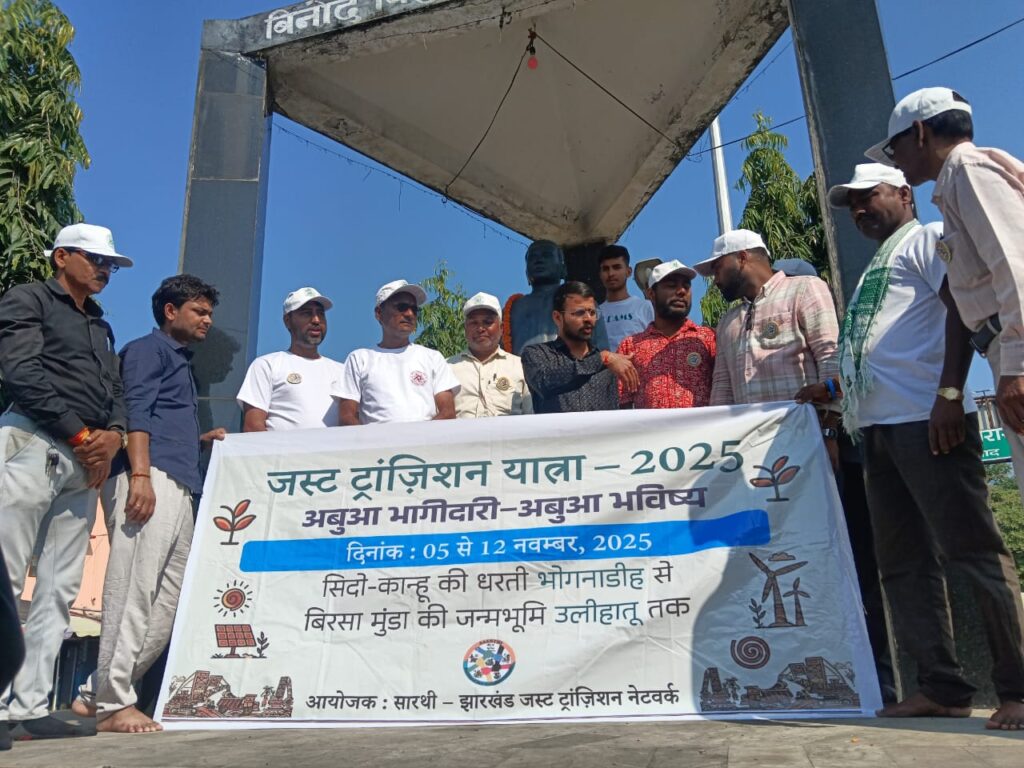 बिनोद
जस्ट ट्रांज़िशन यात्रा – 2025
अबुआ भागीदारी–अबुआ भविष्य
दिनांक : 05 से 12 नवम्बर, 2025
सिदो-कान्हू की धरती भोगनाडीह से
बिरसा मुंडा की जन्मभूमि उलीहातू तक
आयोजक : सारथी – झारखंड जस्ट ट्रांज़िशन नेटवर्क